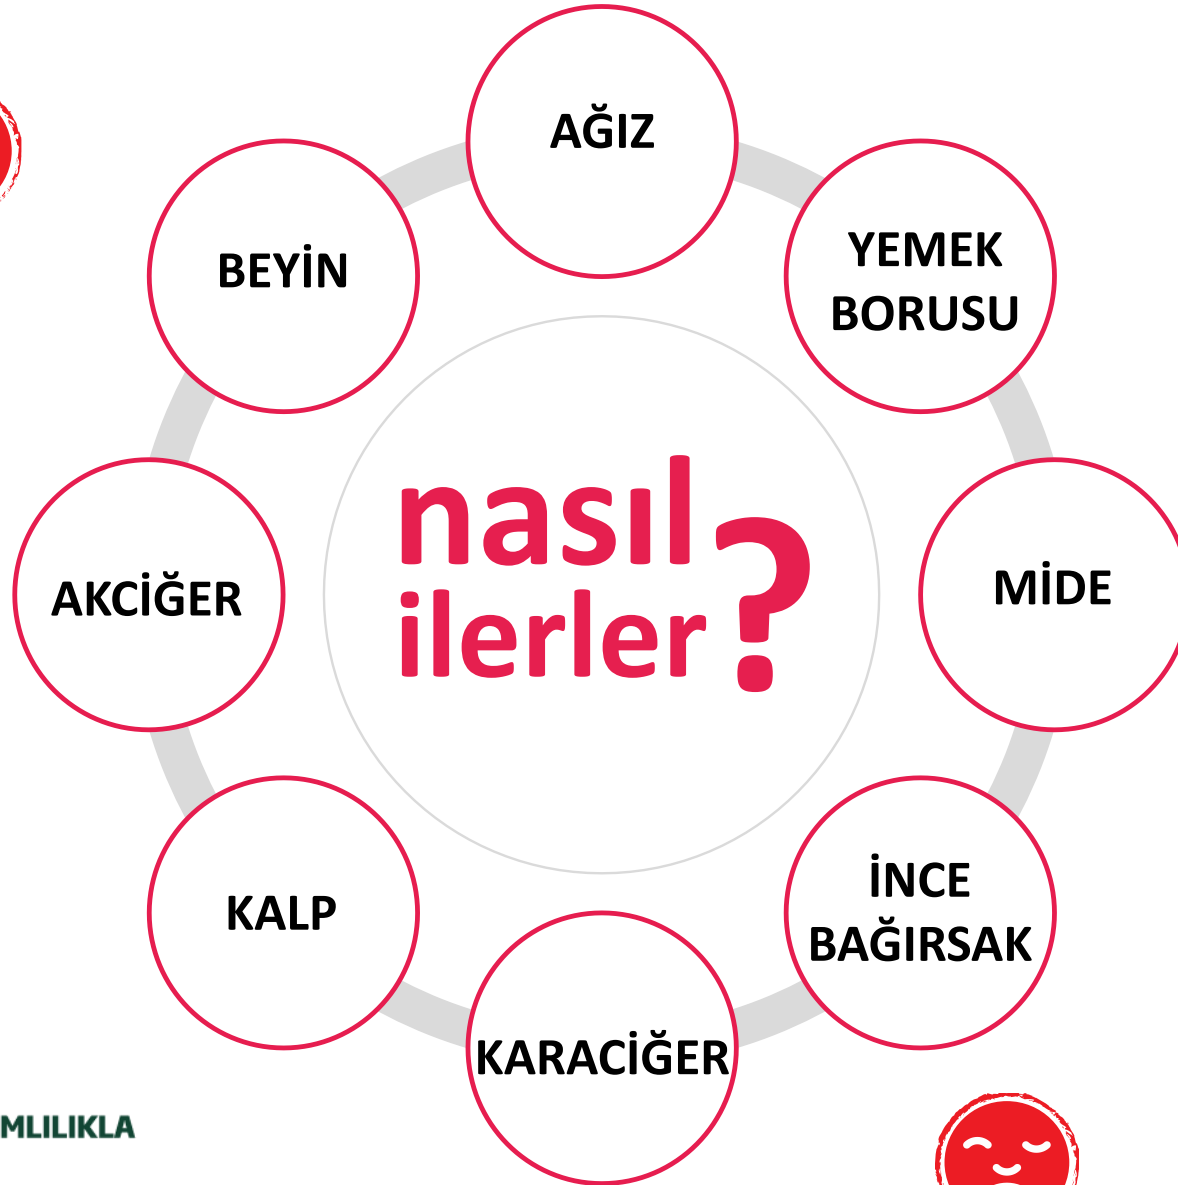 AĞIZ
YEMEK
BORUSU
MİDE
İNCE
BAĞIRSAK
KARACİĞER
KALP
AKCİĞER
BEYİN
nasıl
ilerler?
MLILIKLA